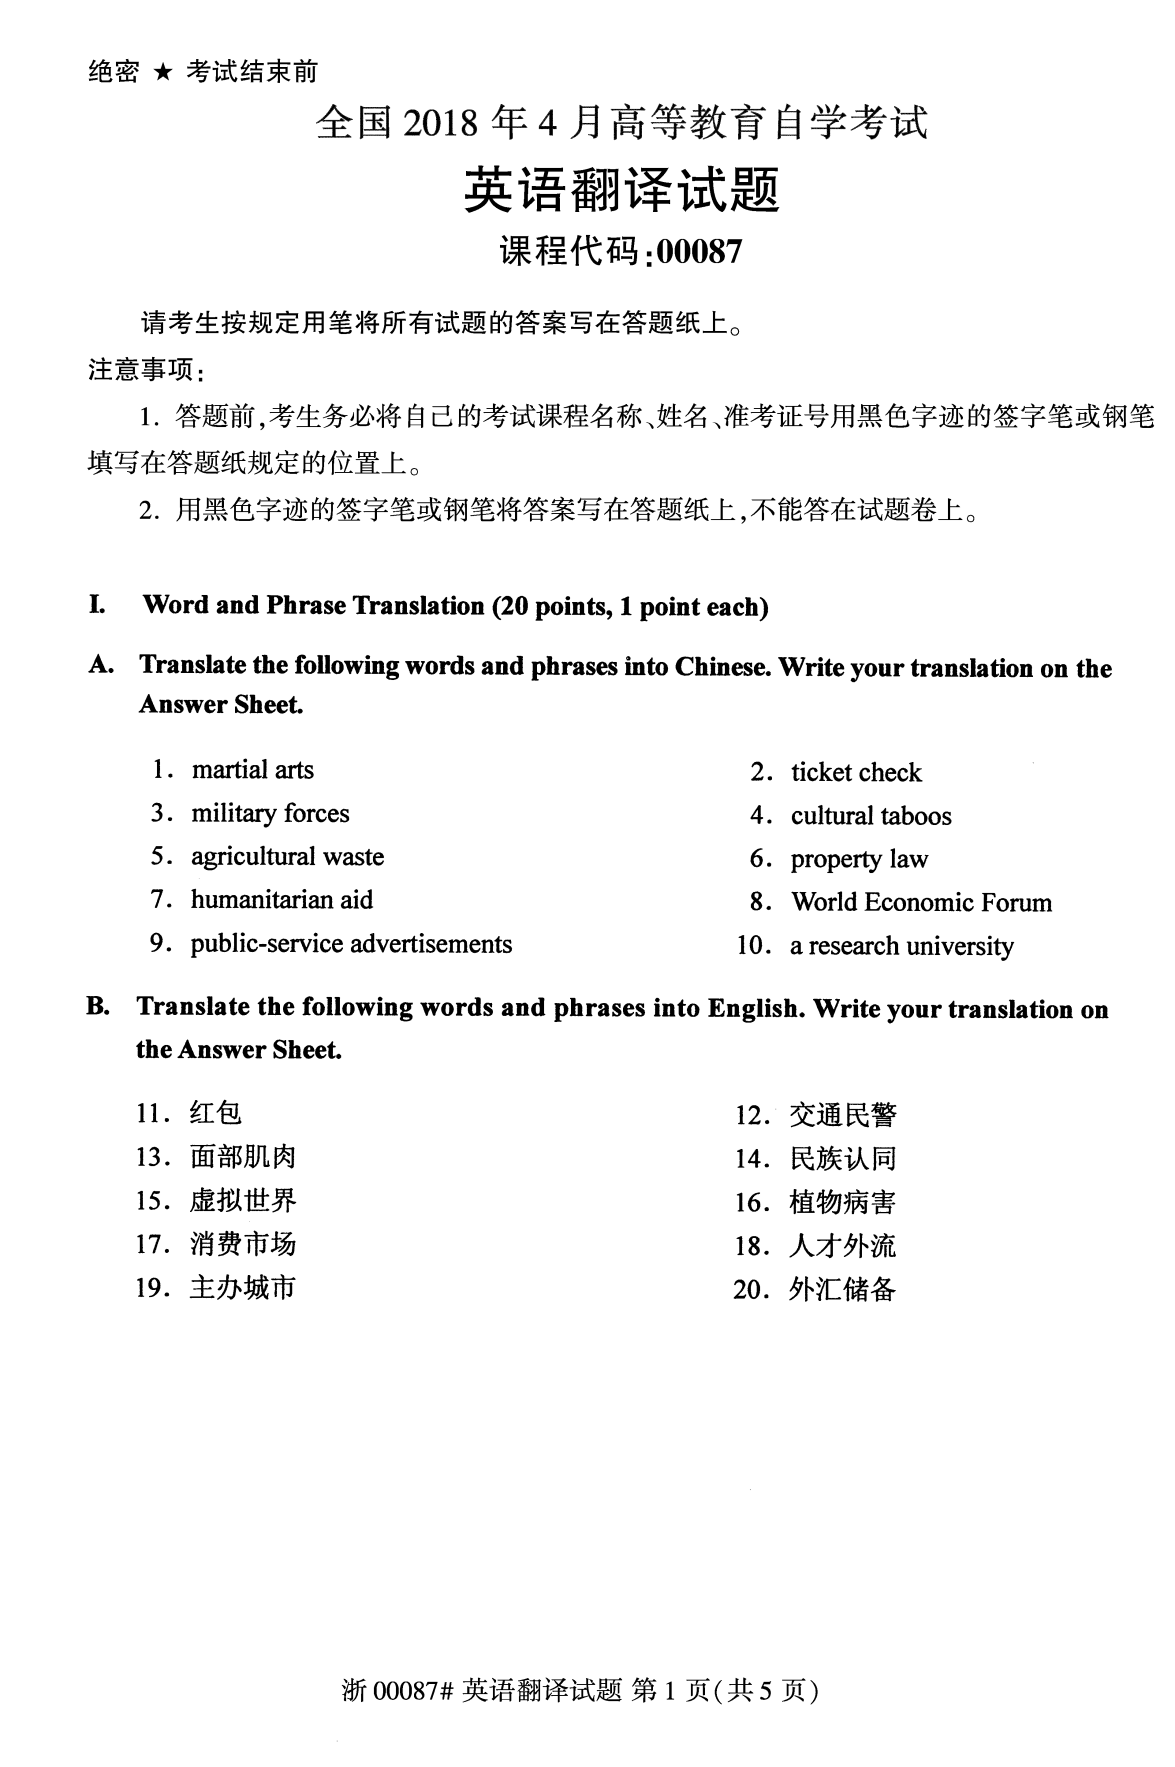 绝密 ★ 考试结束前
全国 2018 年 4 月高等教育自学考试
英语翻译试题
课程代码:00087
请考生按规定用笔将所有试题的答案写在答题纸上。
注意事项:
1. 答题前,考生务必将自己的考试课程名称、姓名、准考证号用黑色字迹的签字笔或钢笔
填写在答题纸规定的位置上。
2. 用黑色字迹的签字笔或钢笔将答案写在答题纸上,不能答在试题卷上。
I. Word and Phrase Translation (20 points, 1 point each)
A. Translate the following words and phrases into Chinese. Write your translation on the
Answer Sheet.
1. martial arts 2. ticket check
3. military forces 4. cultural taboos
5. agricultural waste 6. property law
7. humanitarian aid 8. World Economic Forum
9. public-service advertisements 10. a research university
B. Translate the following words and phrases into English. Write your translation on
the Answer Sheet.
11. 红包 12. 交通民警
13. 面部肌肉 14. 民族认同
15. 虚拟世界 16. 植物病害
17. 消费市场 18. 人才外流
19. 主办城市 20. 外汇储备
浙 00087# 英语翻译试题 第 1 页(共 5 页)